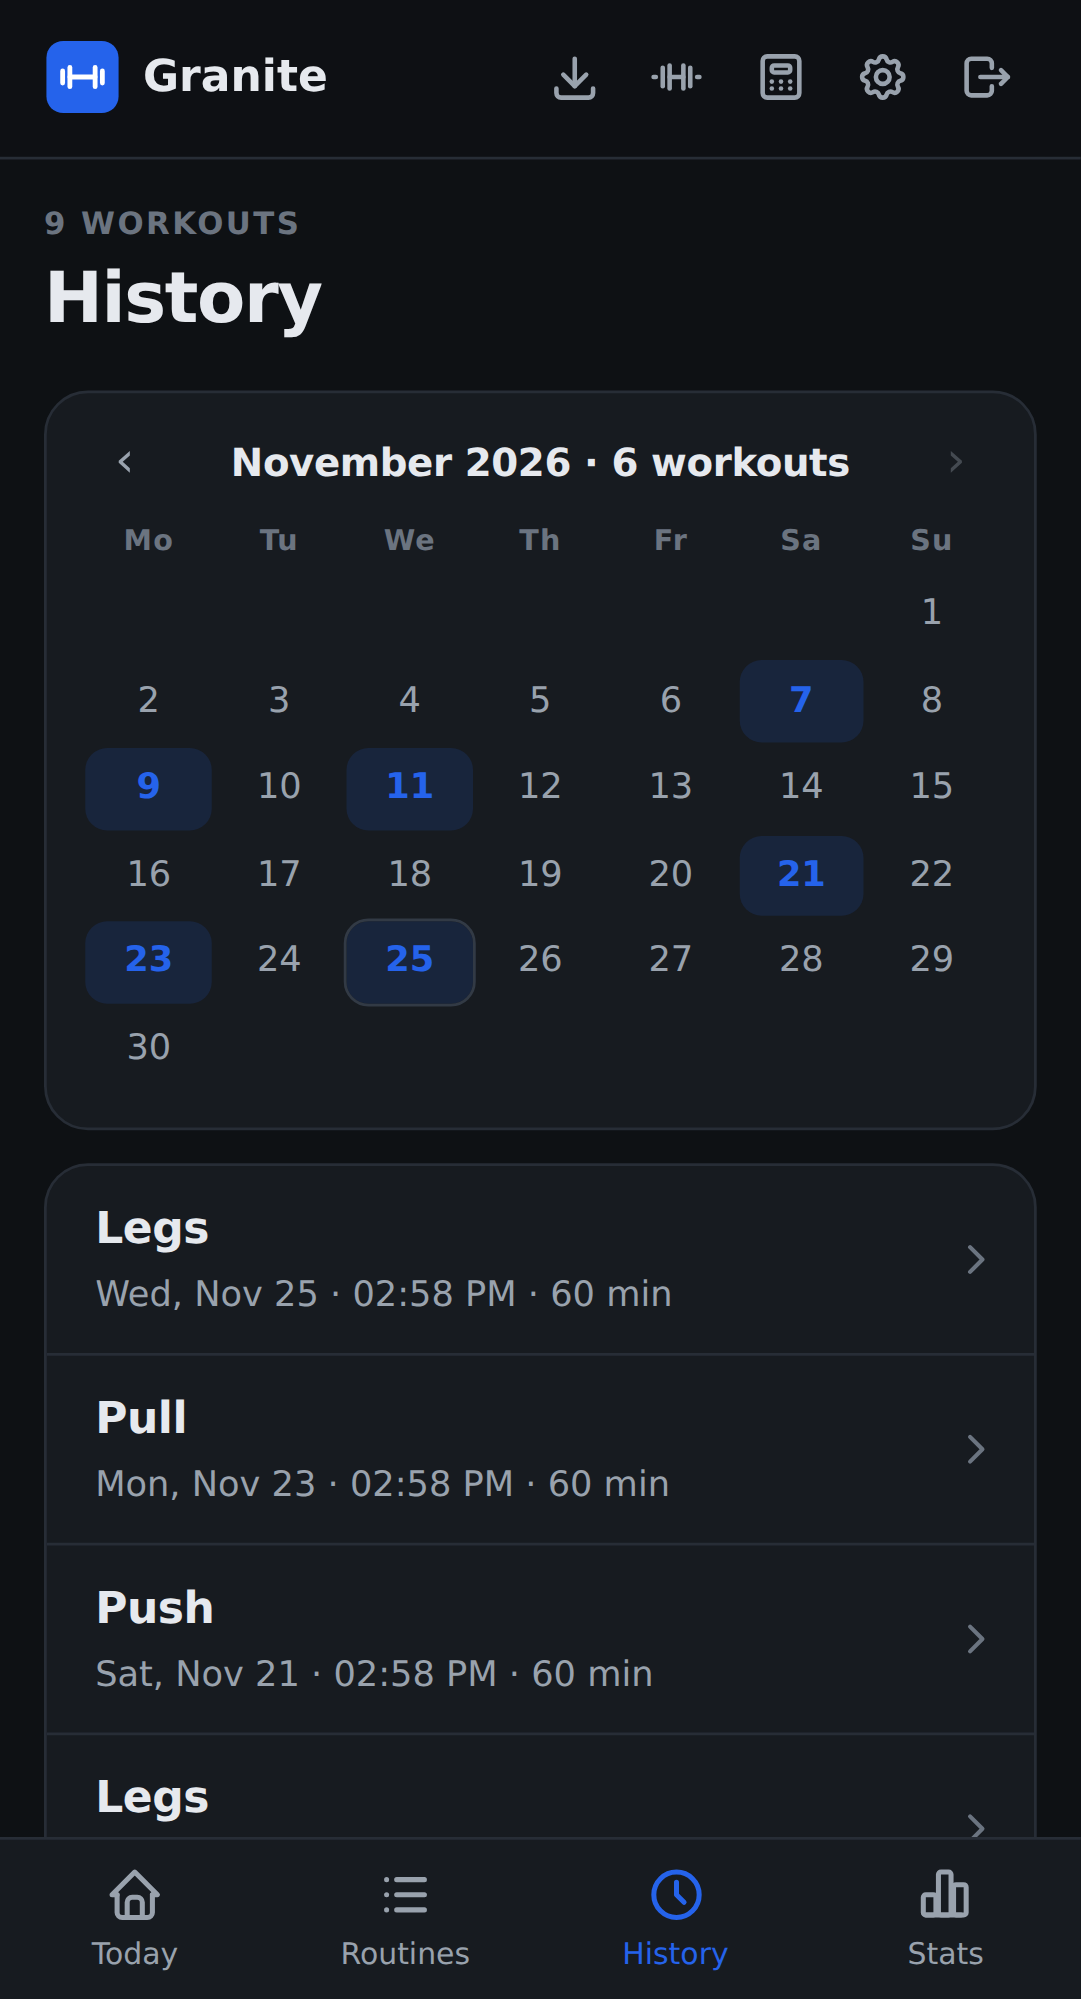 Granite
9 WORKOUTS
History
‹ November 2026 · 6 workouts ›
Mo Tu We Th Fr Sa Su
1
2 3 4 5 6 7 8
9 10 11 12 13 14 15
16 17 18 19 20 21 22
23 24 25 26 27 28 29
30
Legs
Wed, Nov 25 · 02:58 PM · 60 min
Pull
Mon, Nov 23 · 02:58 PM · 60 min
Push
Sat, Nov 21 · 02:58 PM · 60 min
Legs
Today Routines History Stats